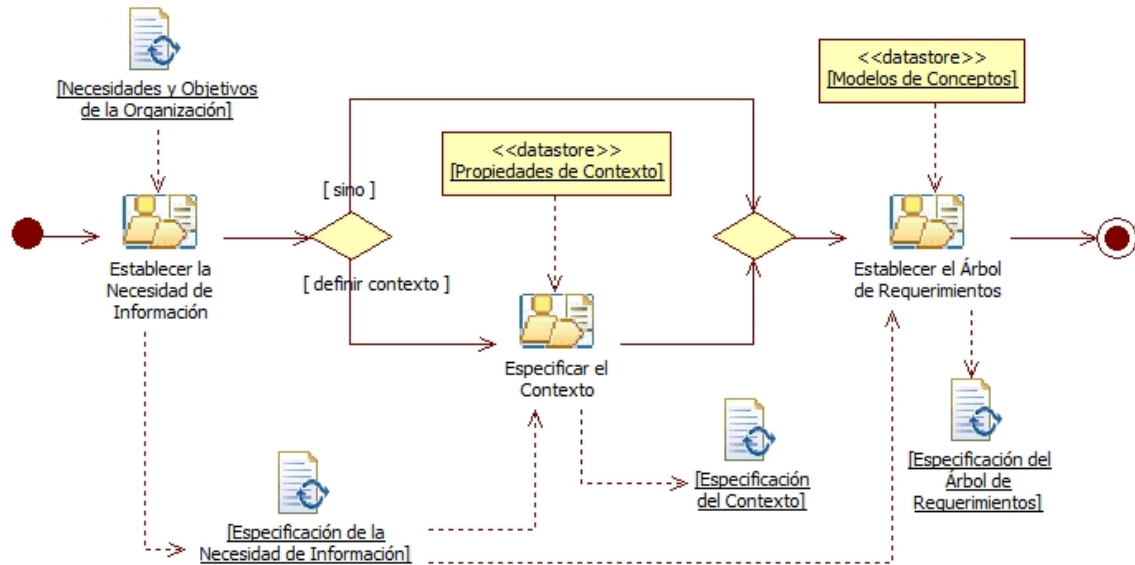 [Necesidades y Objetivos
de la Organización]
<<datastore>>
[Modelos de Conceptos]
<<datastore>>
[Propiedades de Contexto]
[ sino ]
Establecer la
Necesidad de
Información
[ definir contexto ]
Establecer el Árbol
de Requerimientos
Especificar el
Contexto
[Especificación de la
Necesidad de Información]
[Especificación
del Contexto]
[Especificación del
Árbol de
Requerimientos]